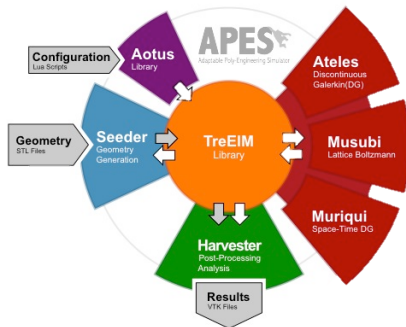 Configuration
Lua Scripts
Aotus
Library
APES
Adaptable Poly-Engineering Simulator
Ateles
Discontinuous
Galerkin(DG)
Geometry
STL Files
Seeder
Geometry
Generation
TreElM
Library
Musubi
Lattice Boltzmann
Muriqui
Space-Time DG
Harvester
Post-Processing
Analysis
Results
VTK Files